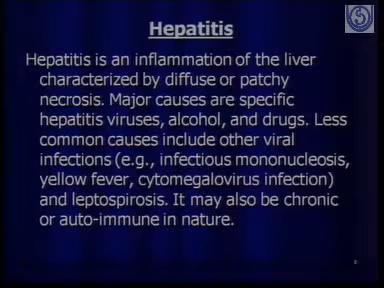 Hepatitis
Hepatitis is an inflammation of the liver
characterized by diffuse or patchy
necrosis. Major causes are specific
hepatitis viruses, alcohol, and drugs. Less
common causes include other viral
infections (e.g., infectious mononucleosis,
yellow fever, cytomegalovirus infection)
and leptospirosis. It may also be chronic
or auto-immune in nature.